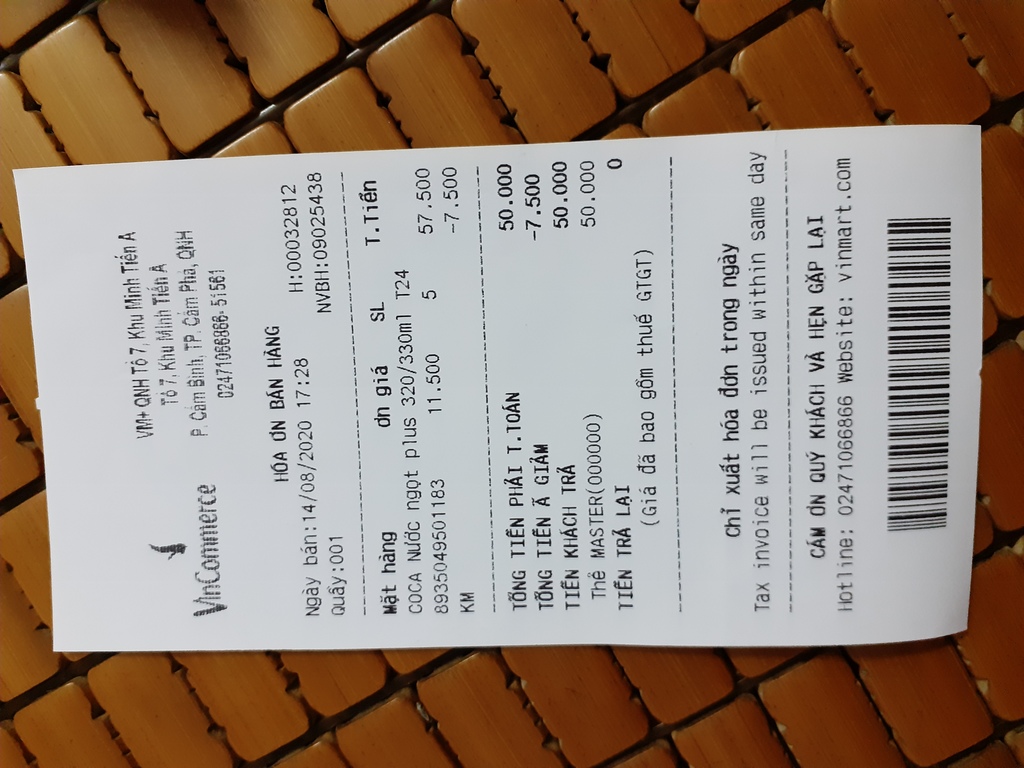 VinCommerce
VM+ QNH Tổ 7, Khu Minh Tiến A
Tổ 7, Khu Minh Tiến A
P. Cẩm Bình, TP. Cẩm Phả, QNH
02471066866- 51561
HÓA ƠN BÁN HÀNG
Ngày bán:14/08/2020 17:28 H:00032812
Quầy:001 NVBH:09025438
Mặt hàng ơn giá SL T.Tiền
COCA Nước ngọt plus 320/330ml T24
8935049501183 11.500 5 57.500
KM -7.500
TỔNG TIỀN PHẢI T.TOÁN 50.000
TỔNG TIỀN Ã GIẢM -7.500
TIỀN KHÁCH TRẢ 50.000
Thẻ MASTER(000000) 50.000
TIỀN TRẢ LẠI 0
(Giá đã bao gồm thuế GTGT)
Chỉ xuất hóa đơn trong ngày
Tax invoice will be issued within same day
CẢM ƠN QUÝ KHÁCH VÀ HẸN GẶP LẠI
Hotline: 02471066866 Website: vinmart.com